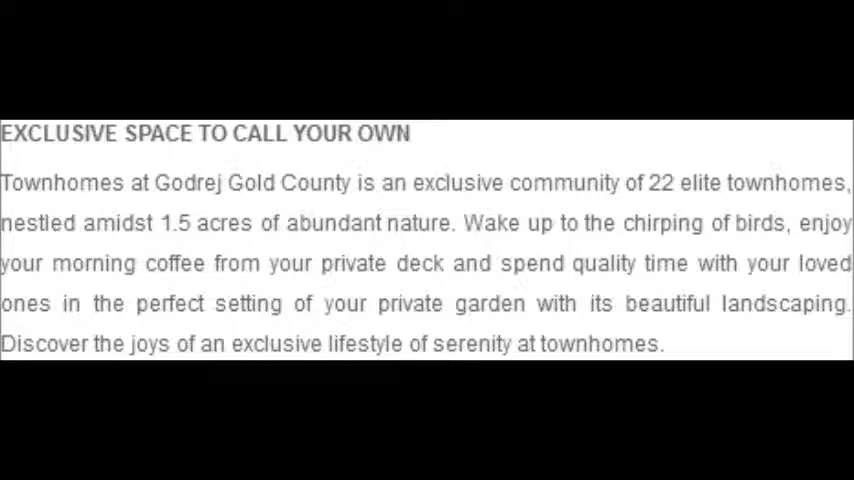 EXCLUSIVE SPACE TO CALL YOUR OWN
Townhomes at Godrej Gold County is an exclusive community of 22 elite townhomes,
nestled amidst 1.5 acres of abundant nature. Wake up to the chirping of birds, enjoy
your morning coffee from your private deck and spend quality time with your loved
ones in the perfect setting of your private garden with its beautiful landscaping.
Discover the joys of an exclusive lifestyle of serenity at townhomes.